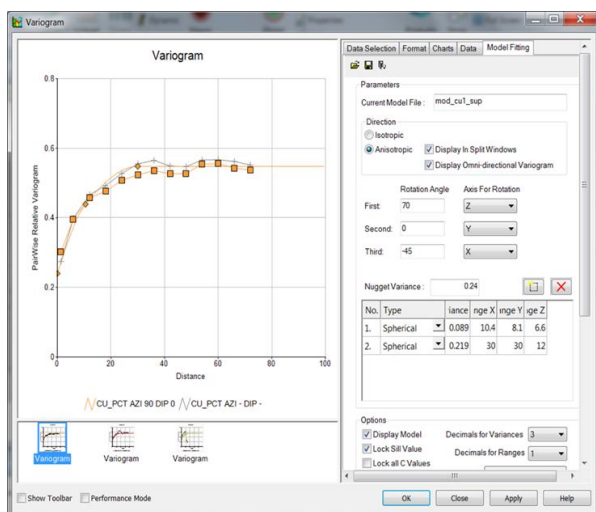 Variogram
Variogram
0.8
0.6
0.4
0.2
0
0 20 40 60 80 100
PairWise Relative Variogram
Distance
CU_PCT AZI 90 DIP 0 CU_PCT AZI - DIP -
Variogram Variogram Variogram
Show Toolbar Performance Mode
Data Selection Format Charts Data Model Fitting
Parameters
Current Model File : mod_cu1_sup
Direction
Isotropic
Anisotropic Display In Split Windows
Display Omni-directional Variogram
Rotation Angle Axis For Rotation
First: 70 Z
Second: 0 Y
Third: -45 X
Nugget Variance : 0.24
No. Type iance nge X nge Y ge Z
1. Spherical 0.089 10.4 8.1 6.6
2. Spherical 0.219 30 30 12
Options
Display Model Decimals for Variances 3
Lock Sill Value Decimals for Ranges 1
Lock all C Values
OK Close Apply Help